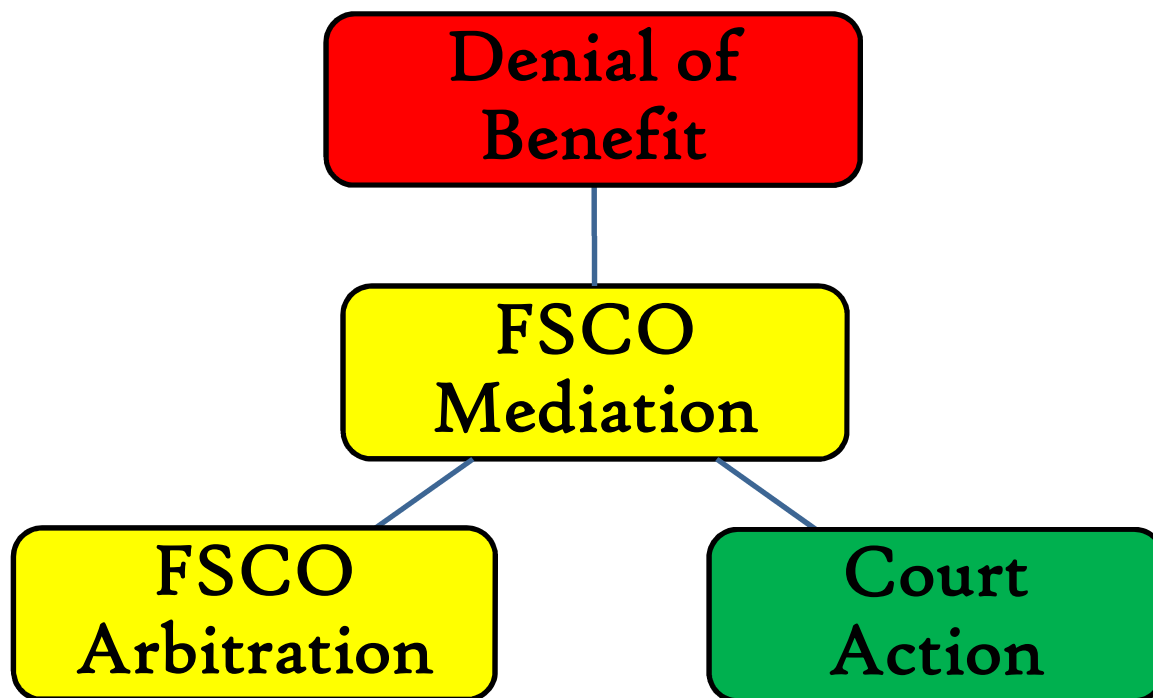 Denial of
Benefit
FSCO
Mediation
FSCO
Arbitration
Court
Action